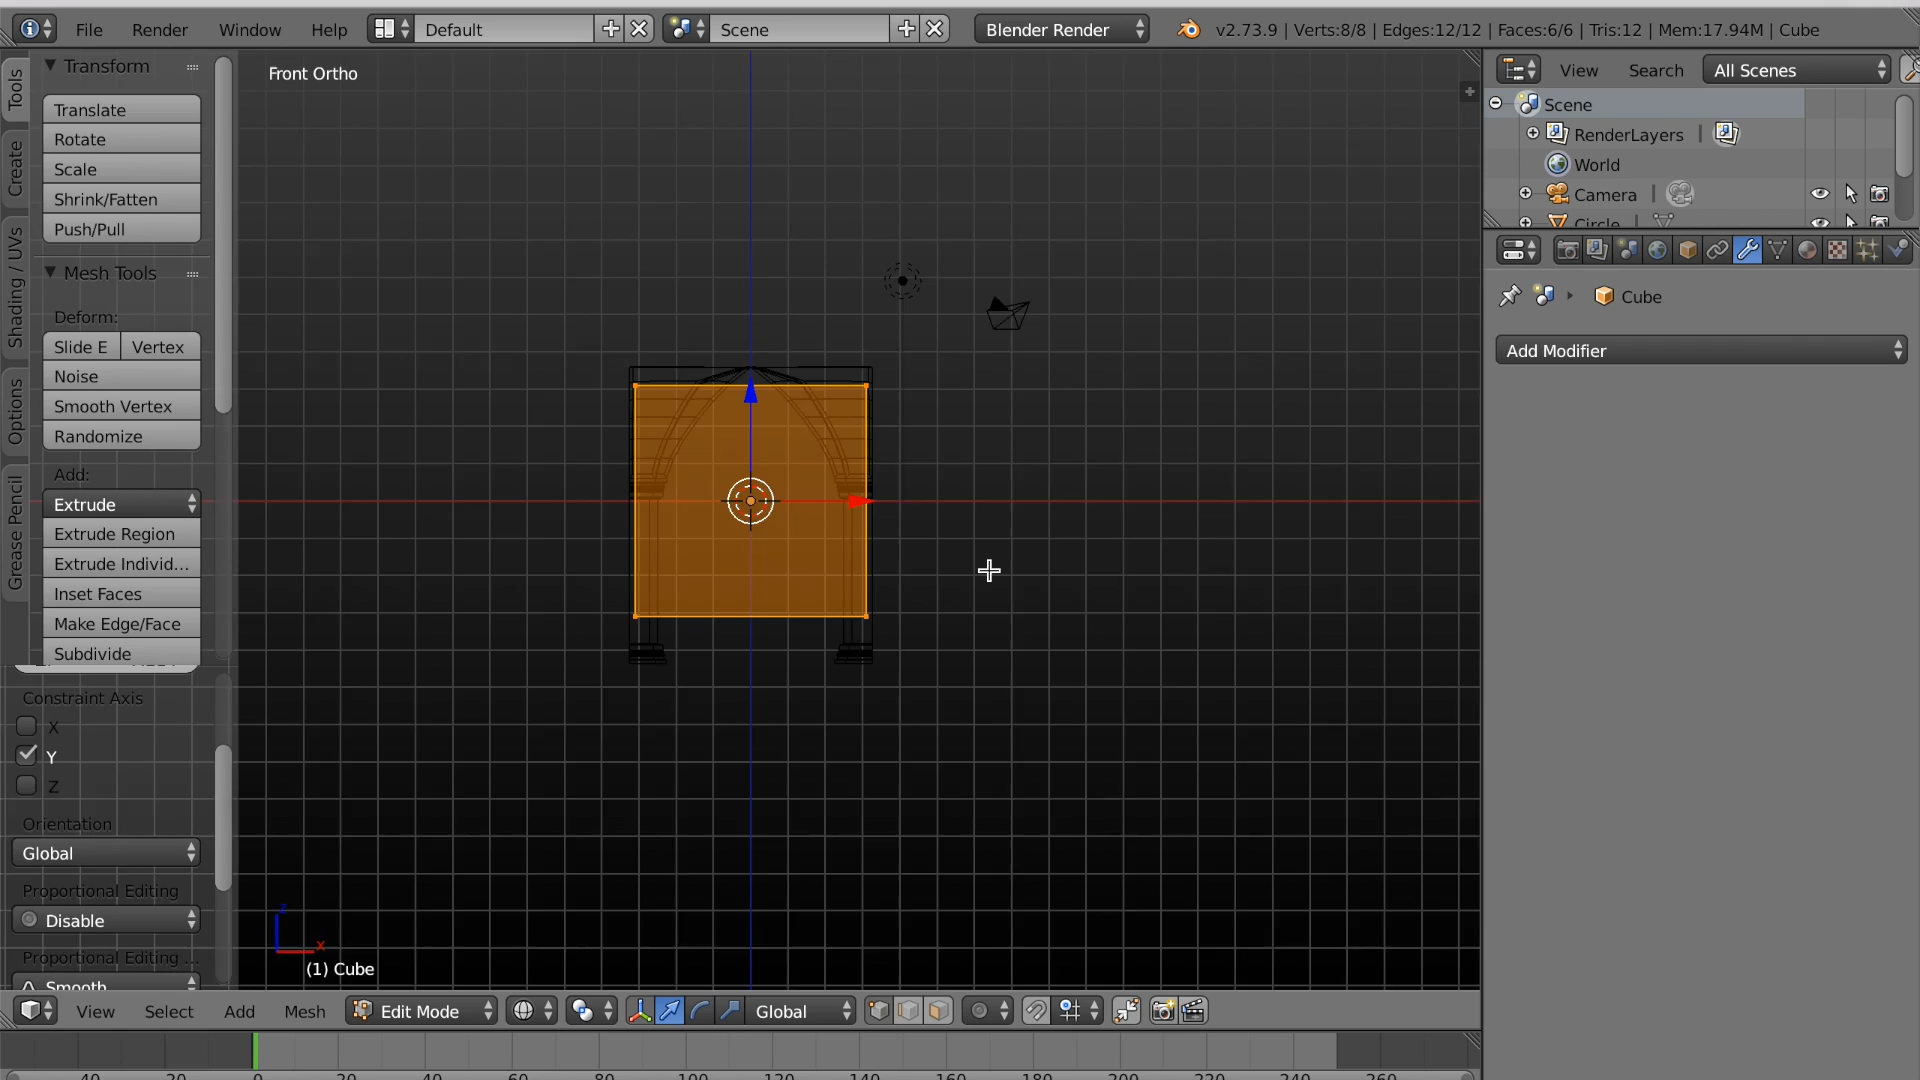 File Render Window Help Default Scene Blender Render v2.73.9 | Verts:8/8 | Edges:12/12 | Faces:6/6 | Tris:12 | Mem:17.94M | Cube
Tools
Create
Shading / UVs
Options
Grease Pencil
Transform
Translate
Rotate
Scale
Shrink/Fatten
Push/Pull
Mesh Tools
Deform:
Slide E Vertex
Noise
Smooth Vertex
Randomize
Add:
Extrude
Extrude Region
Extrude Individ...
Inset Faces
Make Edge/Face
Subdivide
Constraint Axis
X
Y
Z
Orientation
Global
Proportional Editing
Disable
Proportional Editing ...
Smooth
Front Ortho
z
x
(1) Cube
View Select Add Mesh Edit Mode Global
40 20 0 20 40 60 80 100 120 140 160 180 200 220 240 260
View Search All Scenes
Scene
RenderLayers |
World
Camera |
Circle |
Cube
Add Modifier